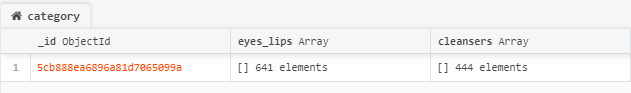 category
_id ObjectId eyes_lips Array cleansers Array
1 5cb888ea6896a81d7065099a [] 641 elements [] 444 elements